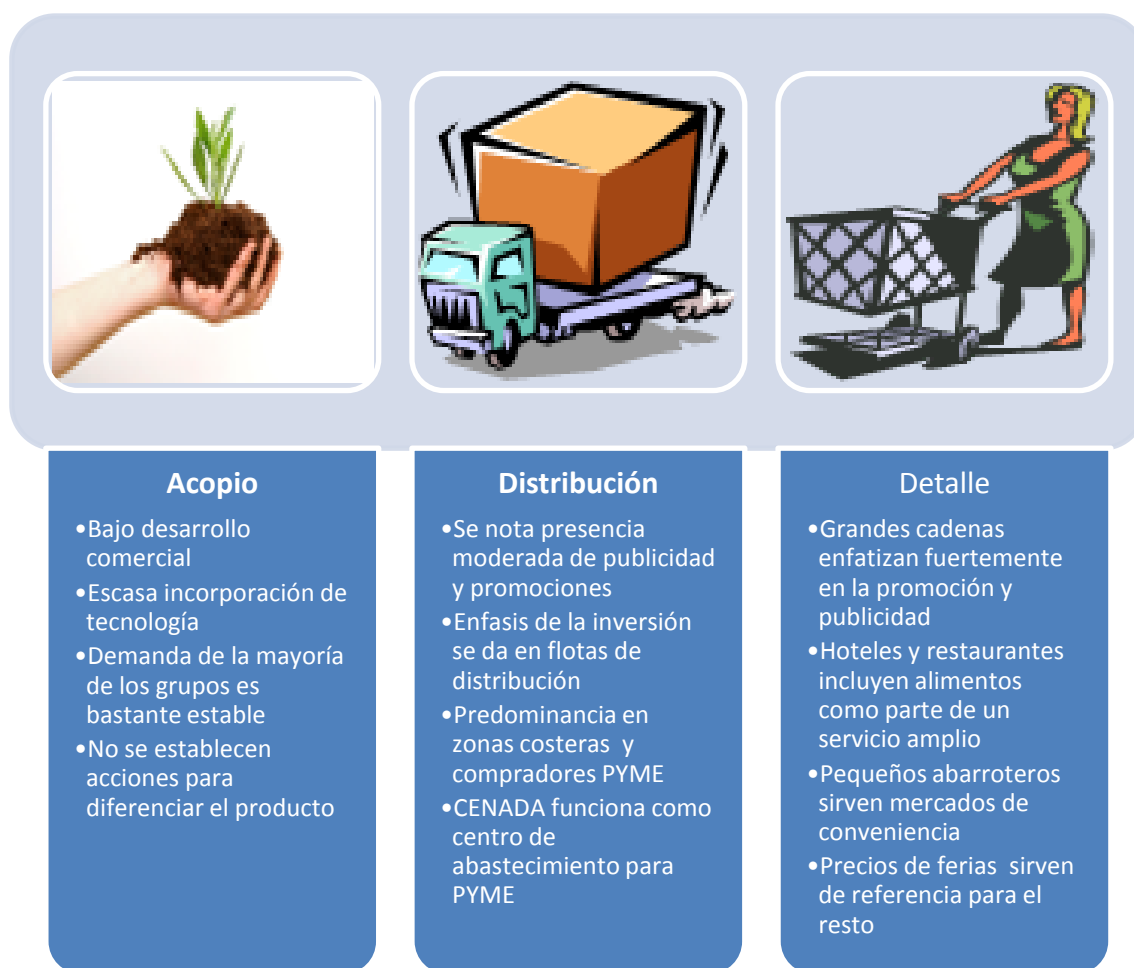 Acopio
•Bajo desarrollo
comercial
•Escasa incorporación de
tecnología
•Demanda de la mayoría
de los grupos es
bastante estable
•No se establecen
acciones para
diferenciar el producto
Distribución
•Se nota presencia
moderada de publicidad
y promociones
•Enfasis de la inversión
se da en flotas de
distribución
•Predominancia en
zonas costeras y
compradores PYME
•CENADA funciona como
centro de
abastecimiento para
PYME
Detalle
•Grandes cadenas
enfatizan fuertemente
en la promoción y
publicidad
•Hoteles y restaurantes
incluyen alimentos
como parte de un
servicio amplio
•Pequeños abarroteros
sirven mercados de
conveniencia
•Precios de ferias sirven
de referencia para el
resto